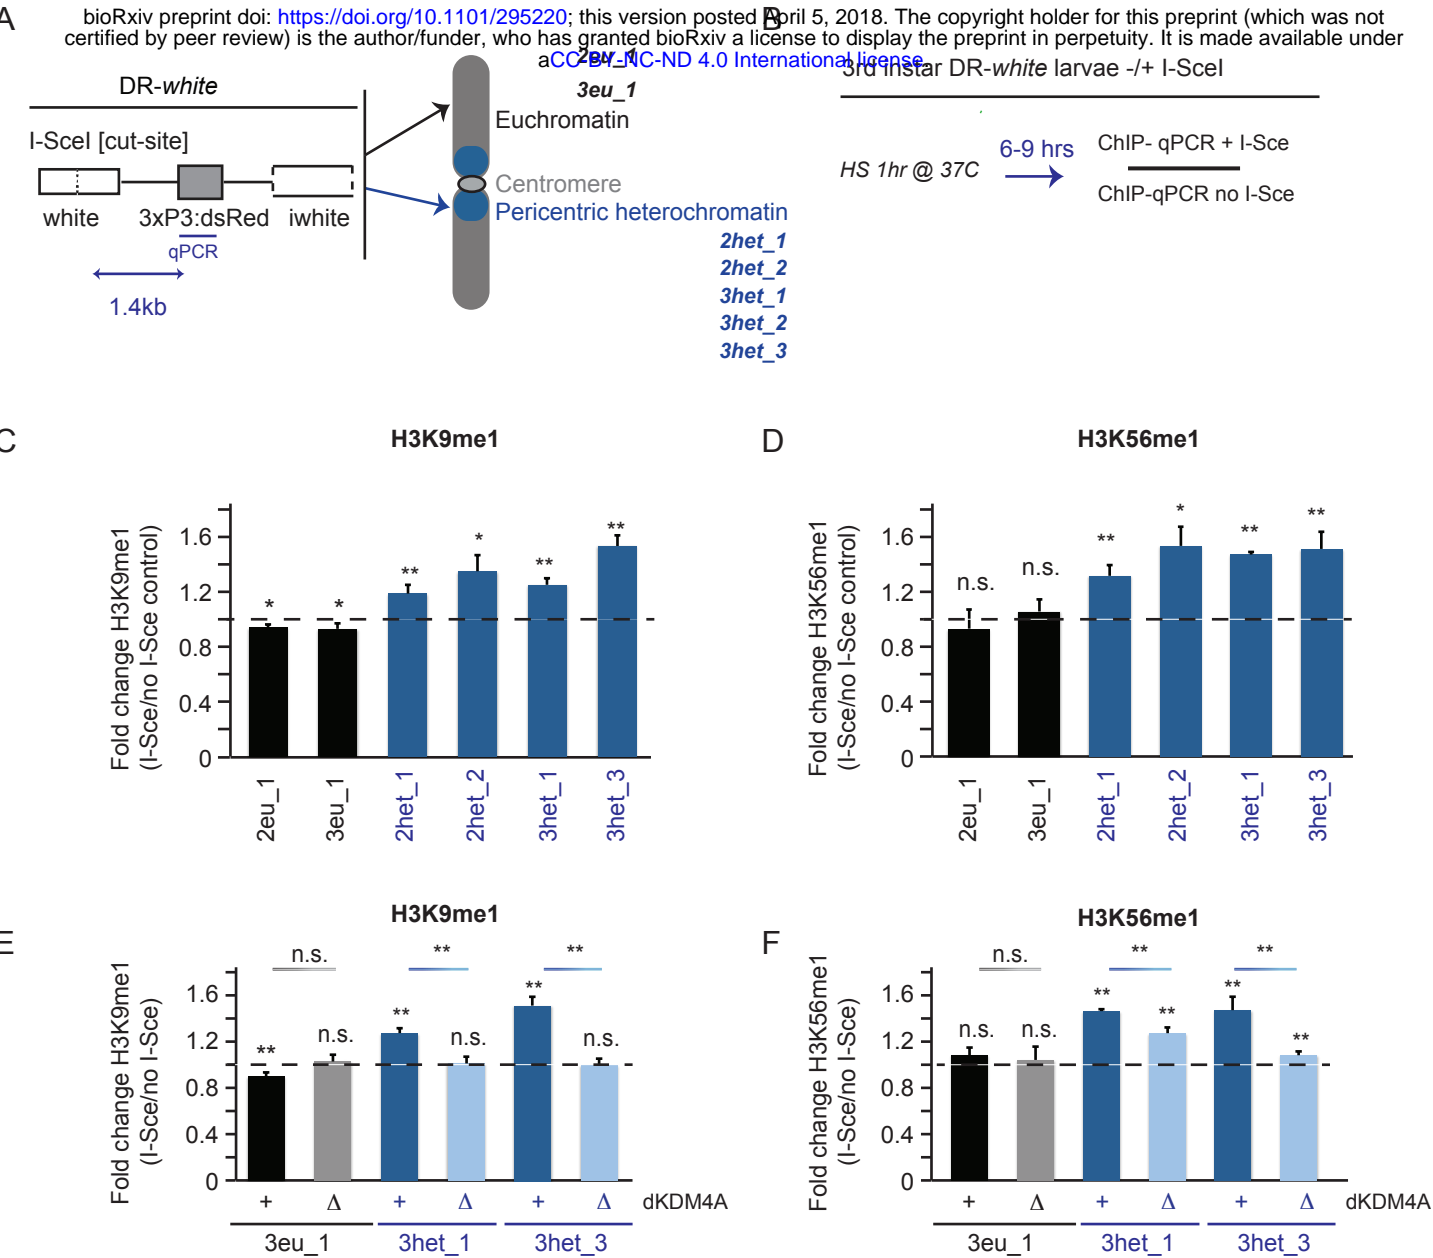 bioRxiv preprint doi: https://doi.org/10.1101/295220; this version posted April 5, 2018. The copyright holder for this preprint (which was not
certified by peer review) is the author/funder, who has granted bioRxiv a license to display the preprint in perpetuity. It is made available under
aCC-BY-NC-ND 4.0 International license.
A
DR-white
I-SceI [cut-site]
white
3xP3:dsRed
iwhite
qPCR
1.4kb
2eu_1
3eu_1
Euchromatin
Centromere
Pericentric heterochromatin
2het_1
2het_2
3het_1
3het_2
3het_3
B
3rd instar DR-white larvae -/+ I-SceI
HS 1hr @ 37C
6-9 hrs
ChIP- qPCR + I-Sce
ChIP-qPCR no I-Sce
C
H3K9me1
Fold change H3K9me1
(I-Sce/no I-Sce control)
1.6
1.2
0.8
0.4
0
* * ** * ** **
2eu_1
3eu_1
2het_1
2het_2
3het_1
3het_3
D
H3K56me1
Fold change H3K56me1
(I-Sce/no I-Sce control)
1.6
1.2
0.8
0.4
0
n.s. n.s. ** * ** **
2eu_1
3eu_1
2het_1
2het_2
3het_1
3het_3
E
H3K9me1
Fold change H3K9me1
(I-Sce/no I-Sce)
1.6
1.2
0.8
0.4
0
n.s. ** **
** n.s. ** n.s. ** n.s.
+ Δ + Δ + Δ dKDM4A
3eu_1 3het_1 3het_3
F
H3K56me1
Fold change H3K56me1
(I-Sce/no I-Sce)
1.6
1.2
0.8
0.4
0
n.s. ** **
n.s. n.s. ** ** ** **
+ Δ + Δ + Δ
3eu_1 3het_1 3het_3